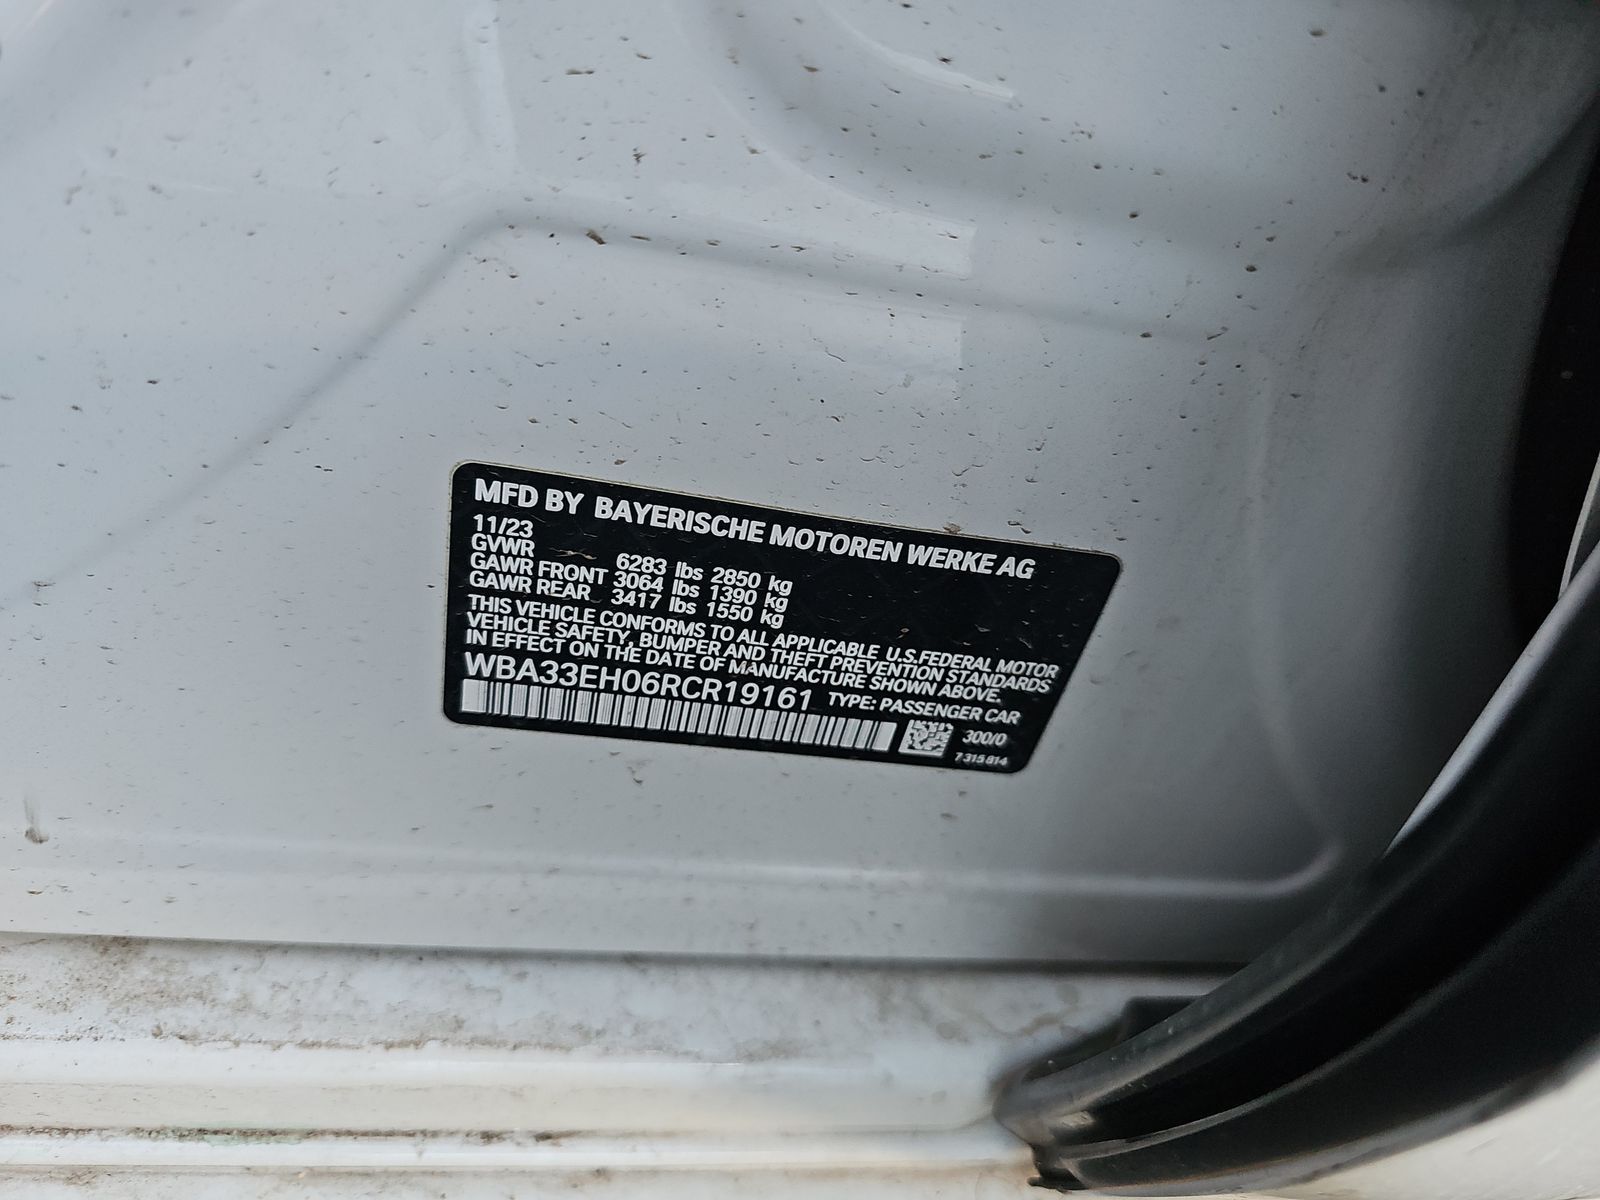 MFD BY BAYERISCHE MOTOREN WERKE AG
11/23
GVWR 6283 lbs 2850 kg
GAWR FRONT 3064 lbs 1390 kg
GAWR REAR 3417 lbs 1550 kg
THIS VEHICLE CONFORMS TO ALL APPLICABLE U.S.FEDERAL MOTOR
VEHICLE SAFETY, BUMPER AND THEFT PREVENTION STANDARDS
IN EFFECT ON THE DATE OF MANUFACTURE SHOWN ABOVE.
WBA33EH06RCR19161 TYPE: PASSENGER CAR
300/0
7 315 814